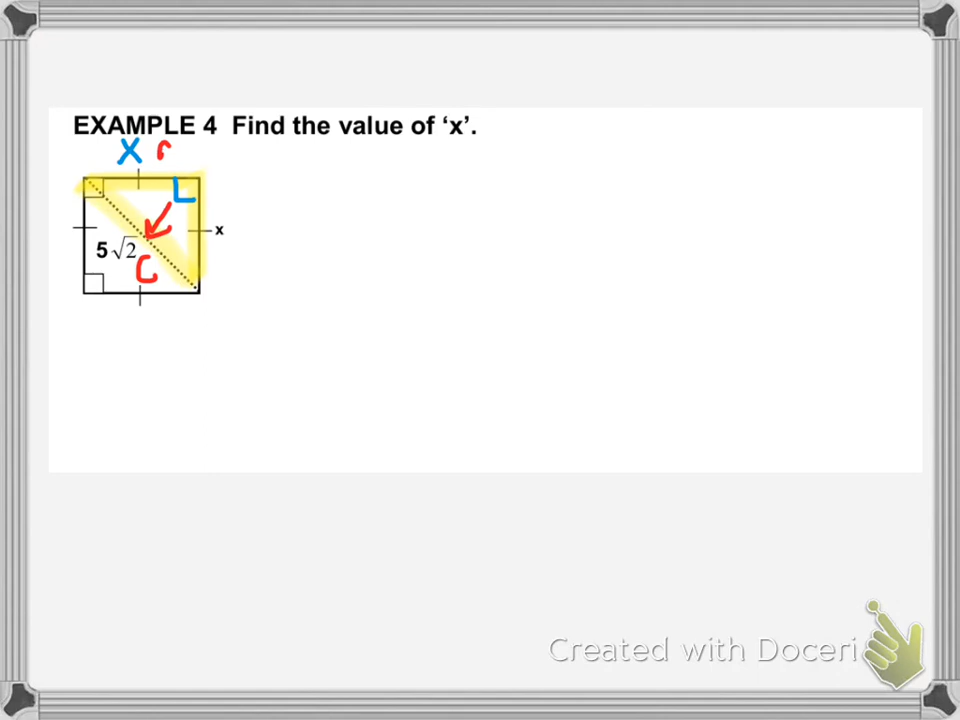 EXAMPLE 4 Find the value of ‘x’.
X
x
5√2
C
Created with Doceri